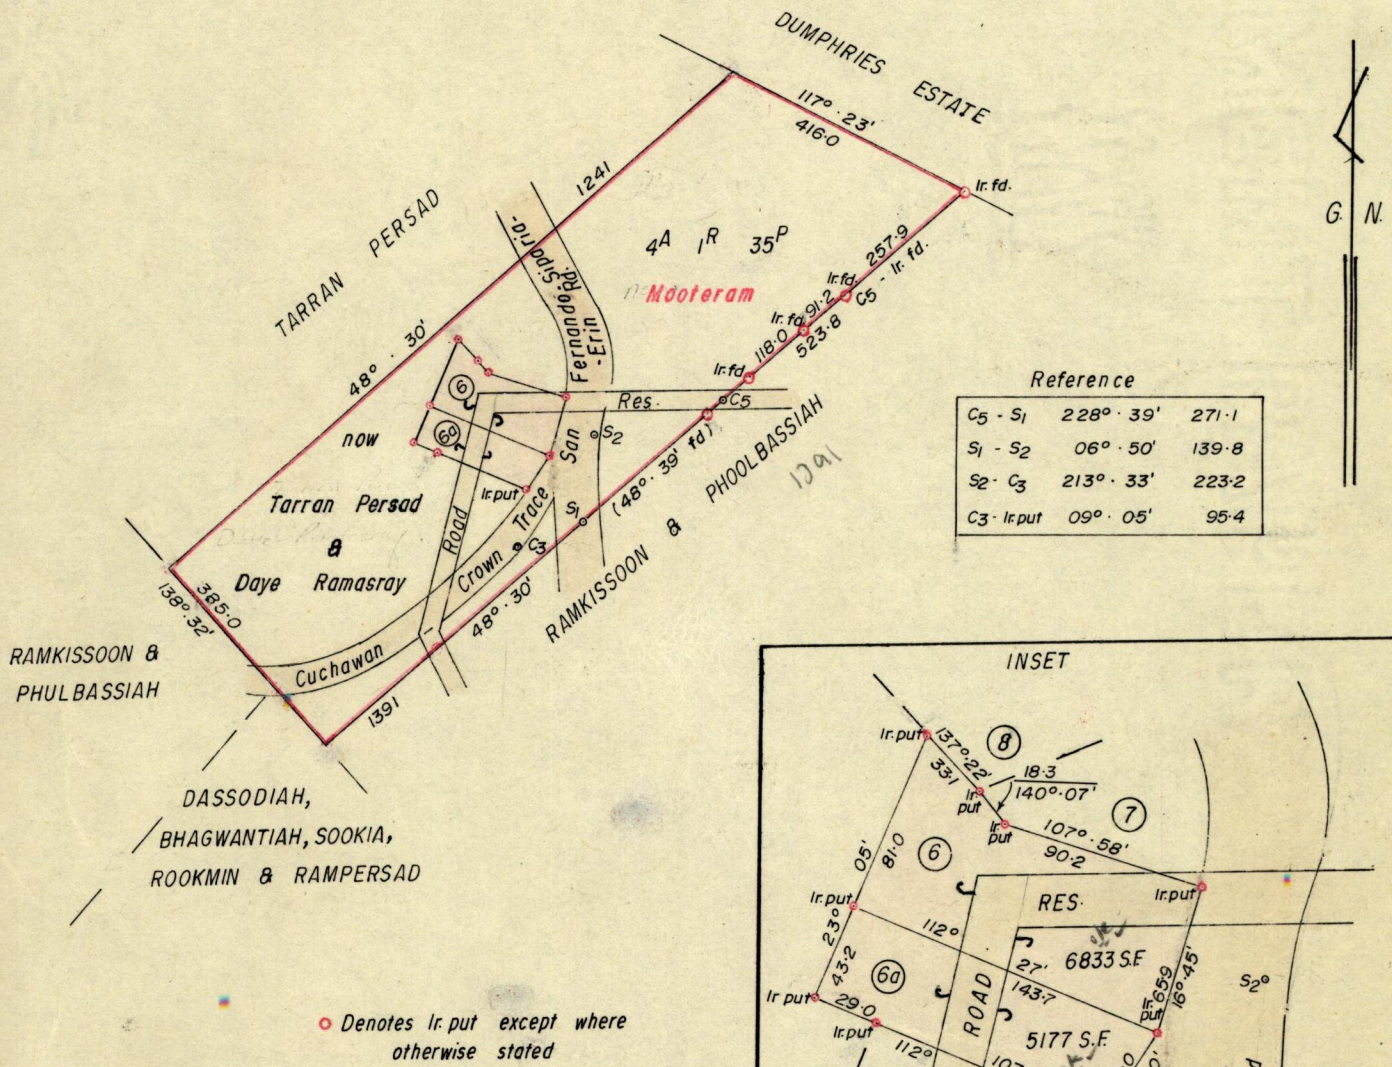 DUMPHRIES ESTATE
117° · 23'
416·0
Ir. fd.
1241
TARRAN PERSAD
G. N.
4A 1R 35P
257·9
Mooteram
Ir. fd.
91·2
C5 - Ir. fd.
Ir. fd.
118·0
523·8
Ir. fd
Fernando Siparia-
-Erin Rd.
48° · 30'
Res.
C5
6
6a
now
San
S2
(48° · 39' fd)
PHOOLBASSIAH
Reference
C5 - S1 228° · 39' 271·1
S1 - S2 06° · 50' 139·8
S2 - C3 213° · 33' 223·2
C3 - Ir.put 09° · 05' 95·4
Tarran Persad
&
Daye Ramasray
Ir.put
Trace
S1
Road
Crown
C3
RAMKISSOON &
385·0
138° · 32'
48° · 30'
Cuchawan
1391
RAMKISSOON &
PHULBASSIAH
DASSODIAH,
BHAGWANTIAH, SOOKIA,
ROOKMIN & RAMPERSAD
Denotes Ir. put except where
otherwise stated
INSET
Ir.put
137° · 22'
33·1
8
18·3
140° · 07'
Ir. put
Ir. put
7
107° · 58'
90·2
05'
81·0
6
Ir.put
RES.
Ir.put
23°
112°
27'
143·7
6833 S.F
43·2
6a
ROAD
65·9
16° · 45'
S2
Ir put
29·0
Ir.put
Ir. put
5177 S.F.
112°